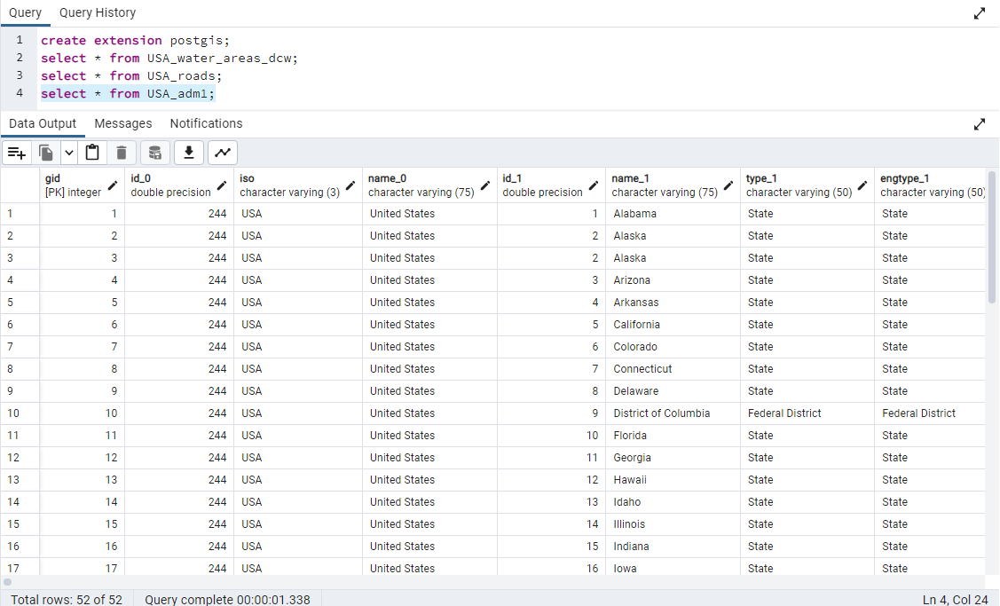 Query Query History
1 create extension postgis;
2 select * from USA_water_areas_dcw;
3 select * from USA_roads;
4 select * from USA_adm1;
Data Output Messages Notifications
gid id_0 iso name_0 id_1 name_1 type_1 engtype_1
[PK] integer double precision character varying (3) character varying (75) double precision character varying (75) character varying (50) character varying (50)
1 1 244 USA United States 1 Alabama State State
2 2 244 USA United States 2 Alaska State State
3 3 244 USA United States 2 Alaska State State
4 4 244 USA United States 3 Arizona State State
5 5 244 USA United States 4 Arkansas State State
6 6 244 USA United States 5 California State State
7 7 244 USA United States 6 Colorado State State
8 8 244 USA United States 7 Connecticut State State
9 9 244 USA United States 8 Delaware State State
10 10 244 USA United States 9 District of Columbia Federal District Federal District
11 11 244 USA United States 10 Florida State State
12 12 244 USA United States 11 Georgia State State
13 13 244 USA United States 12 Hawaii State State
14 14 244 USA United States 13 Idaho State State
15 15 244 USA United States 14 Illinois State State
16 16 244 USA United States 15 Indiana State State
17 17 244 USA United States 16 Iowa State State
Total rows: 52 of 52 Query complete 00:00:01.338 Ln 4, Col 24